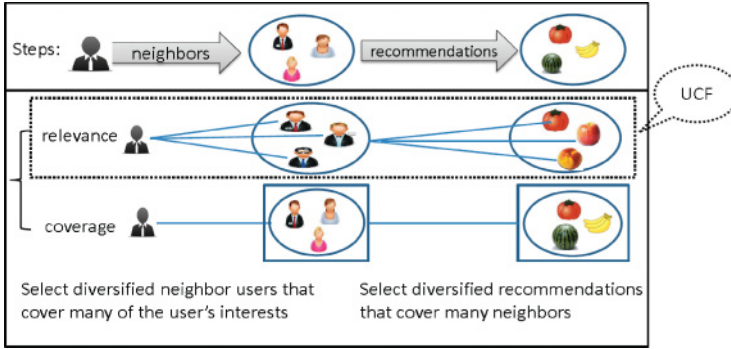 Steps:
neighbors
recommendations
UCF
relevance
coverage
Select diversified neighbor users that
cover many of the user's interests
Select diversified recommendations
that cover many neighbors